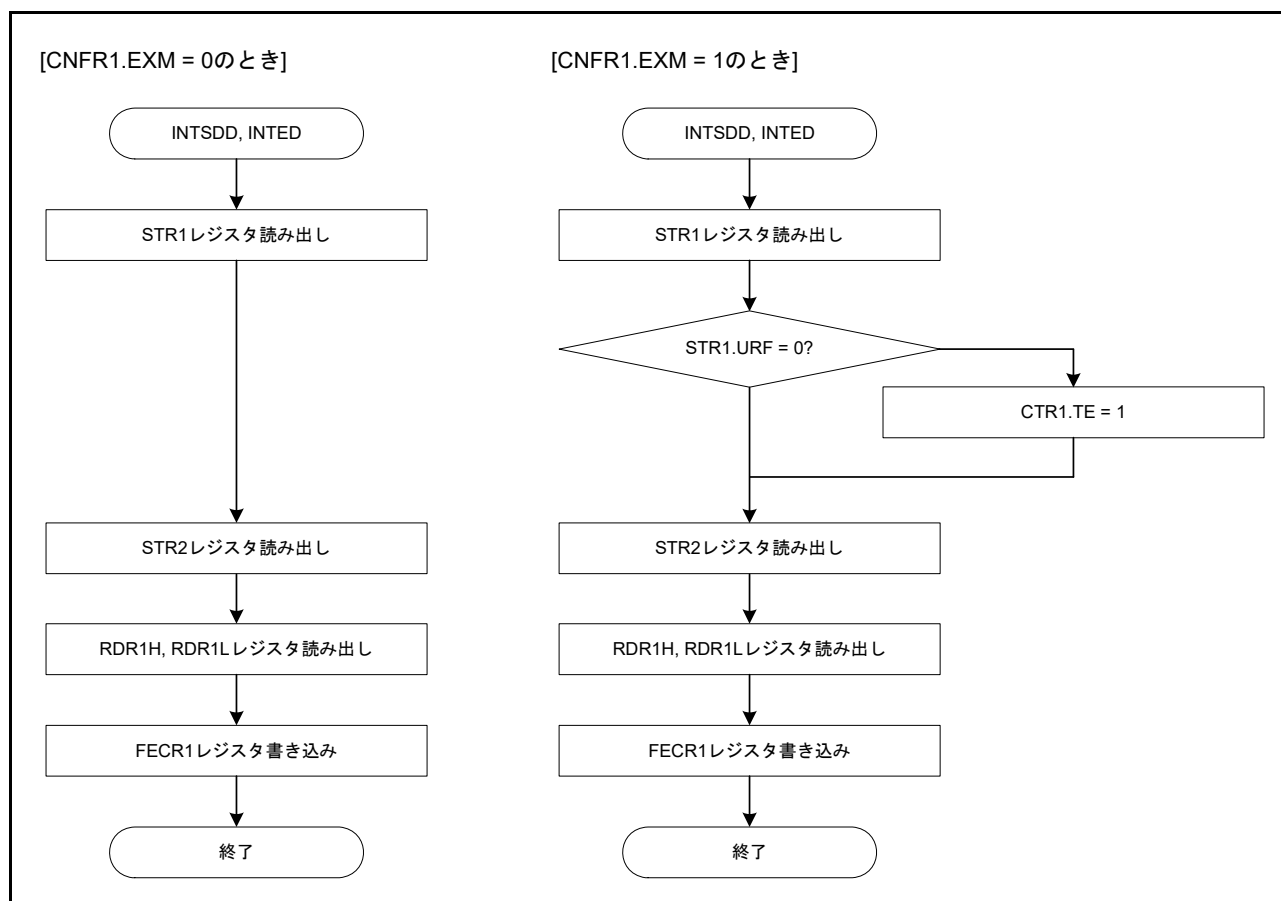 [CNFR1.EXM = 0のとき]
INTSDD, INTED
STR1レジスタ読み出し
STR2レジスタ読み出し
RDR1H, RDR1Lレジスタ読み出し
FECR1レジスタ書き込み
終了
[CNFR1.EXM = 1のとき]
INTSDD, INTED
STR1レジスタ読み出し
STR1.URF = 0?
CTR1.TE = 1
STR2レジスタ読み出し
RDR1H, RDR1Lレジスタ読み出し
FECR1レジスタ書き込み
終了